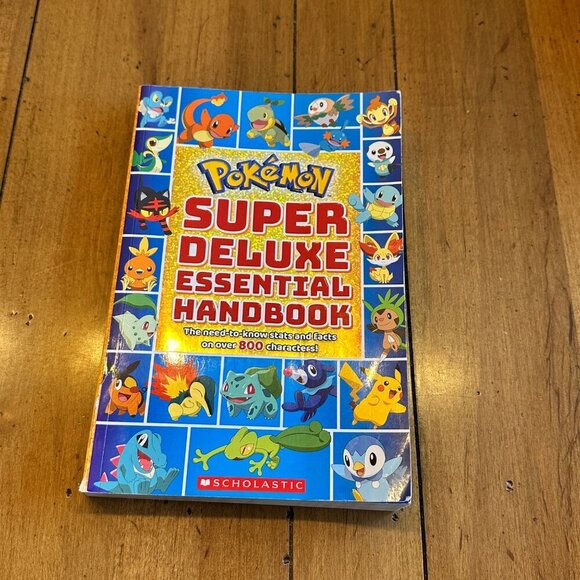 POKéMON
SUPER
DELUXE
ESSENTIAL
HANDBOOK
The need-to-know stats and facts
on over 800 characters!
SCHOLASTIC